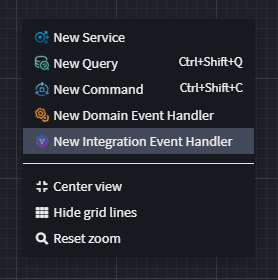 New Service
New Query Ctrl+Shift+Q
New Command Ctrl+Shift+C
New Domain Event Handler
New Integration Event Handler
Center view
Hide grid lines
Reset zoom